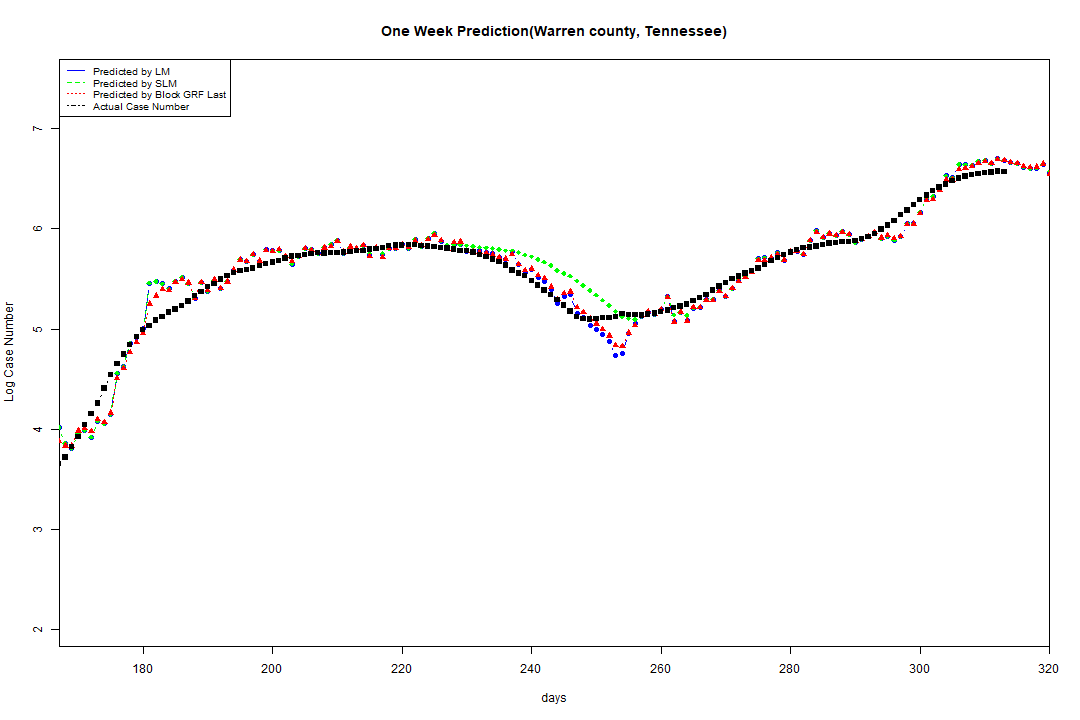 One Week Prediction(Warren county, Tennessee)
Predicted by LM
Predicted by SLM
Predicted by Block GRF Last
Actual Case Number
7
6
5
4
3
2
Log Case Number
180 200 220 240 260 280 300 320
days